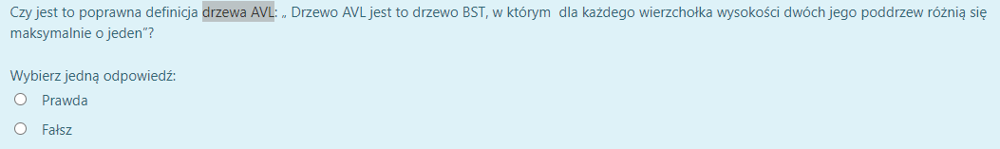 Czy jest to poprawna definicja drzewa AVL: „ Drzewo AVL jest to drzewo BST, w którym dla każdego wierzchołka wysokości dwóch jego poddrzew różnią się
maksymalnie o jeden”?
Wybierz jedną odpowiedź:
Prawda
Fałsz